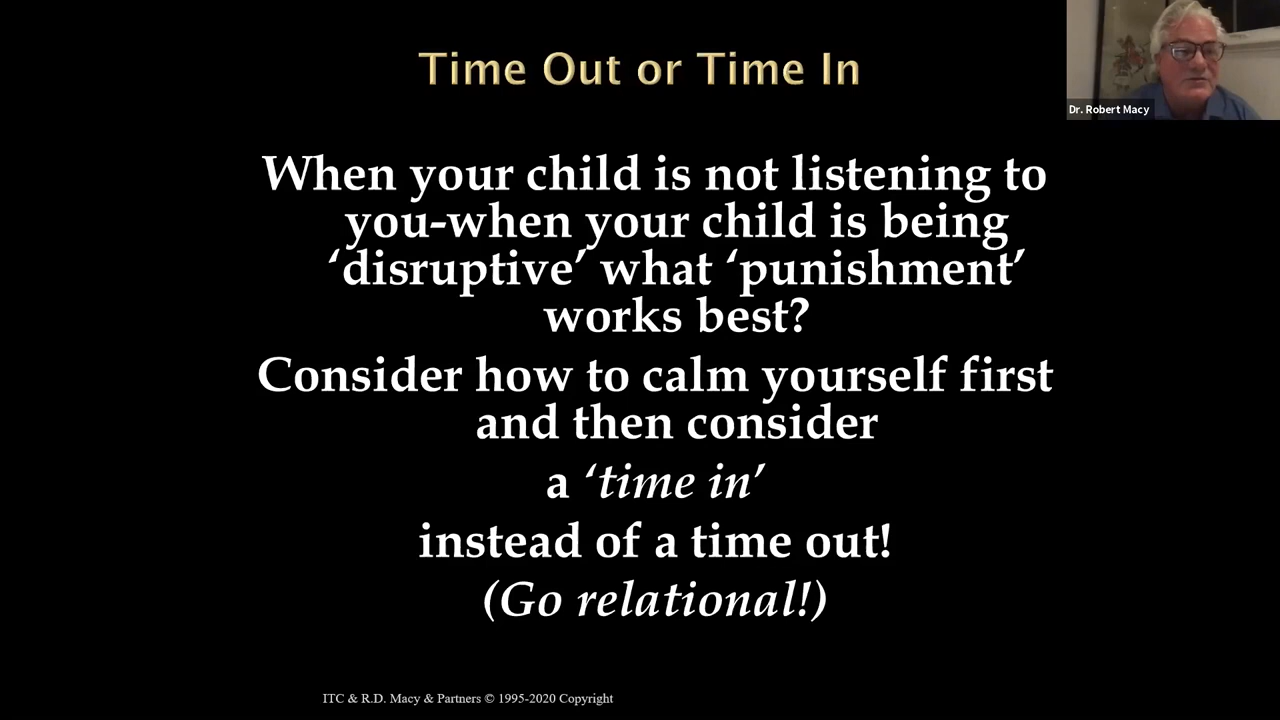 Time Out or Time In
Dr. Robert Macy
When your child is not listening to
you-when your child is being
‘disruptive’ what ‘punishment’
works best?
Consider how to calm yourself first
and then consider
a ‘time in’
instead of a time out!
(Go relational!)
ITC & R.D. Macy & Partners © 1995-2020 Copyright